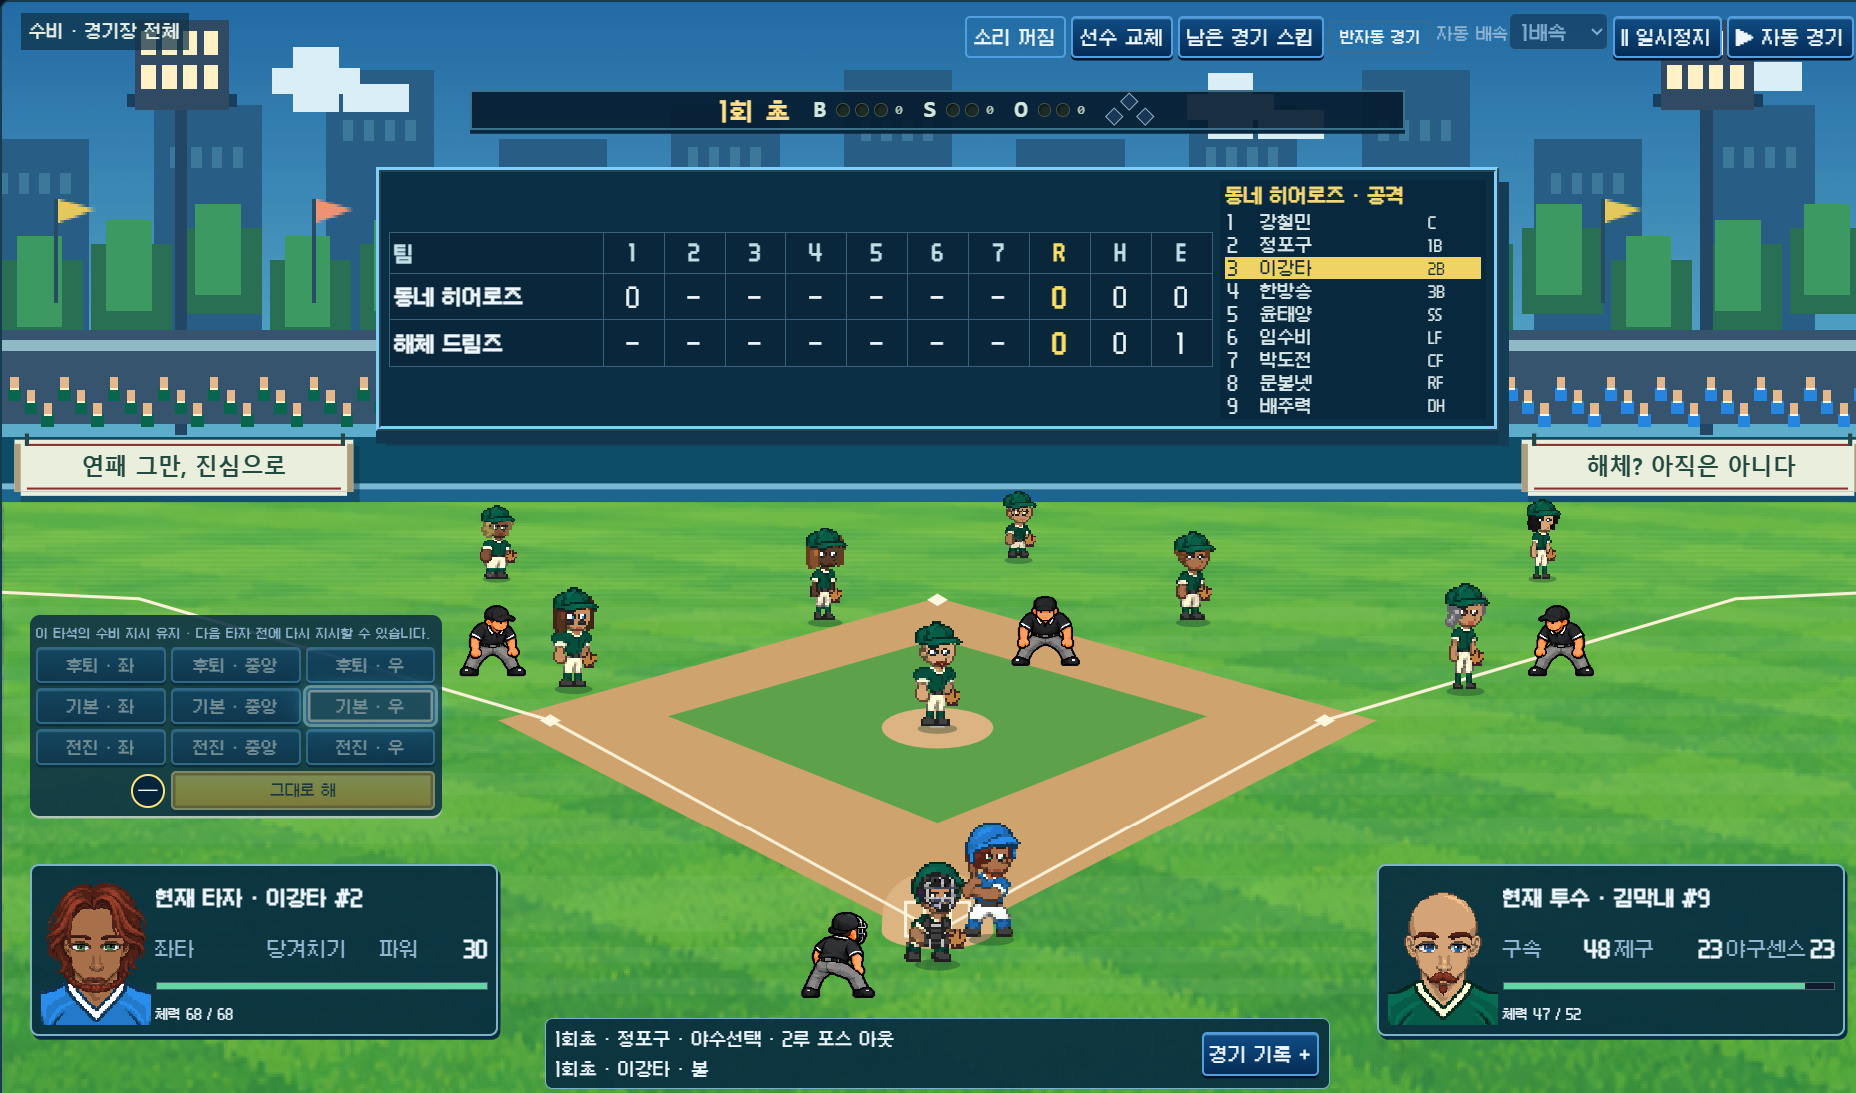 수비 · 경기장 전체
소리 꺼짐
선수 교체
남은 경기 스킵
반자동 경기
자동 배속
1배속
일시정지
자동 경기
1회 초 B 0 S 0 O 0
팀 1 2 3 4 5 6 7 R H E
동네 히어로즈 0 – – – – – – 0 0 0
해체 드림즈 – – – – – – – 0 0 1
동네 히어로즈 · 공격
1 강철민 C
2 정포구 1B
3 이강타 2B
4 한방승 3B
5 윤태양 SS
6 임수비 LF
7 박도전 CF
8 문볼넷 RF
9 배주력 DH
연패 그만, 진심으로
해체? 아직은 아니다
이 타석의 수비 지시 유지 · 다음 타자 전에 다시 지시할 수 있습니다.
후퇴 · 좌
후퇴 · 중앙
후퇴 · 우
기본 · 좌
기본 · 중앙
기본 · 우
전진 · 좌
전진 · 중앙
전진 · 우
그대로 해
현재 타자 · 이강타 #2
좌타 당겨치기 파워 30
체력 68 / 68
현재 투수 · 김막내 #9
구속 48 제구 23 야구센스 23
체력 47 / 52
1회초 · 정포구 · 야수선택 · 2루 포스 아웃
1회초 · 이강타 · 볼
경기 기록 +